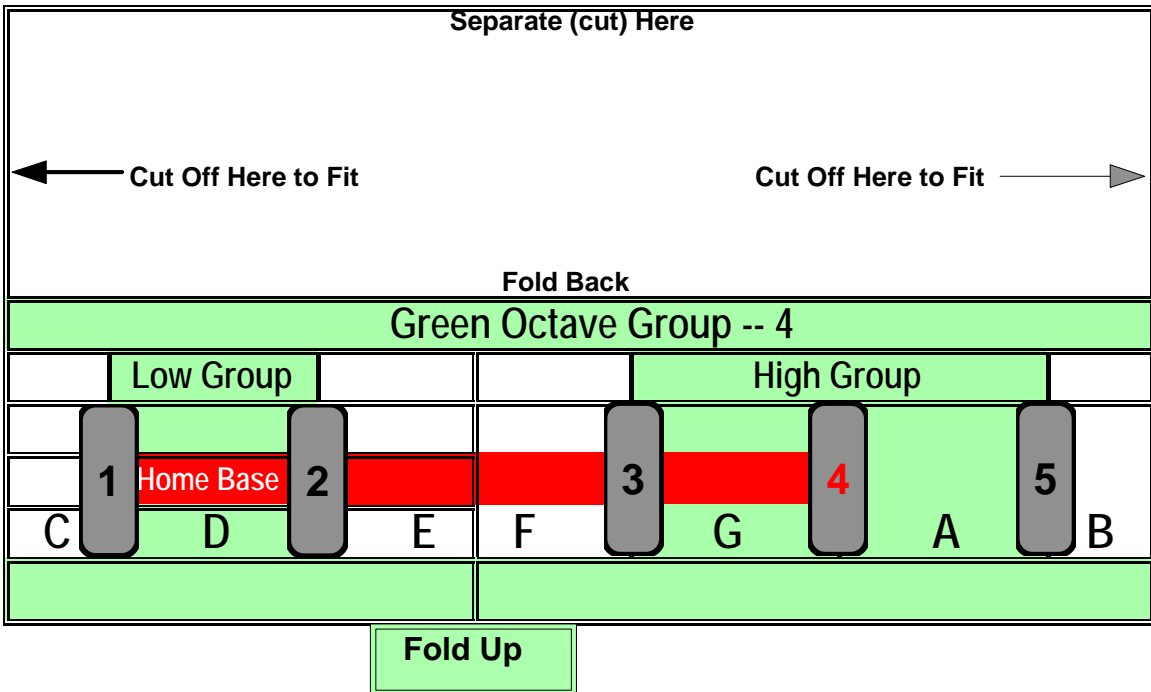 Separate (cut) Here
Cut Off Here to Fit Cut Off Here to Fit
Fold Back
Green Octave Group -- 4
Low Group High Group
1 Home Base 2 3 4 5
C D E F G A B
Fold Up